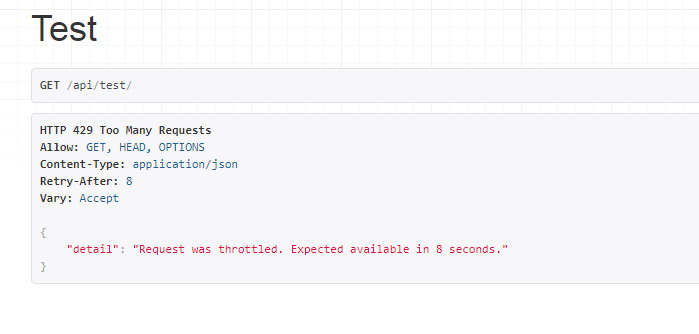 Test
GET /api/test/
HTTP 429 Too Many Requests
Allow: GET, HEAD, OPTIONS
Content-Type: application/json
Retry-After: 8
Vary: Accept
{
"detail": "Request was throttled. Expected available in 8 seconds."
}